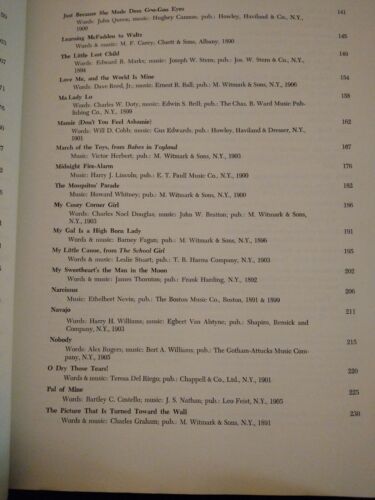 Just Because She Made Dem Goo-Goo Eyes 141
Words: John Queen; music: Hughey Cannon; pub.: Howley, Haviland & Co., N.Y.,
1900
Learning McFadden to Waltz 145
Words & music: M. F. Carey; Cluett & Sons, Albany, 1890
The Little Lost Child 149
Words: Edward B. Marks; music: Joseph W. Stern; pub.: Jos. W. Stern & Co., N.Y.,
1894
Love Me, and the World Is Mine 154
Words: Dave Reed, Jr.; music: Ernest R. Ball; pub.: M. Witmark & Sons, N.Y., 1906
Ma Lady Lu 158
Words: Charles W. Doty; music: Edwin S. Brill; pub.: The Chas. B. Ward Music Publishing
Co., N.Y., 1899
Mamie (Don't You Feel Ashamie) 162
Words: Will D. Cobb; music: Gus Edwards; pub.: Howley, Haviland & Dresser, N.Y.,
1901
March of the Toys, from Babes in Toyland 167
Music: Victor Herbert; pub.: M. Witmark & Sons, 1903
Midnight Fire-Alarm 176
Music: Harry J. Lincoln; pub.: E. T. Paull Music Co., N.Y., 1900
The Mosquitos' Parade 182
Music: Howard Whitney; pub.: M. Witmark & Sons, N.Y., 1900
My Cosey Corner Girl 186
Words: Charles Noel Douglas; music: John W. Bratton; pub.: M. Witmark & Sons,
N.Y., 1903
My Gal Is a High Born Lady 191
Words & music: Barney Fagan; pub.: M. Witmark & Sons, N.Y., 1896
My Little Canoe, from The School Girl 195
Words & music: Leslie Stuart; pub.: T. B. Harms Company, N.Y., 1903
My Sweetheart's the Man in the Moon 202
Words & music: James Thornton; pub.: Frank Harding, N.Y., 1892
Narcissus 206
Music: Ethelbert Nevin; pub.: The Boston Music Co., Boston, 1891 & 1899
Navajo 211
Words: Harry H. Williams; music: Egbert Van Alstyne; pub.: Shapiro, Bernstein and
Company, N.Y., 1903
Nobody 215
Words: Alex Rogers; music: Bert A. Williams; pub.: The Gotham-Attucks Music Company,
N.Y., 1905
O Dry Those Tears! 220
Words & music: Teresa Del Riego; pub.: Chappell & Co., Ltd., N.Y., 1901
Pal of Mine 225
Words: Bartley C. Costello; music: J. S. Nathan; pub.: Leo Feist, N.Y., 1905
The Picture That Is Turned Toward the Wall 230
Words & music: Charles Graham; pub.: M. Witmark & Sons, N.Y., 1891